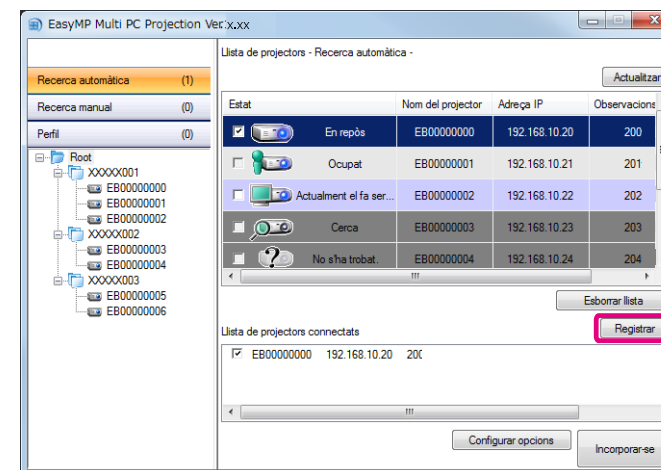 EasyMP Multi PC Projection Ver.x.xx
Llista de projectors - Recerca automàtica -
Recerca automàtica (1)
Actualitzar
Recerca manual (0)
Perfil (0)
Estat Nom del projector Adreça IP Observacions
En repòs EB00000000 192.168.10.20 200
Ocupat EB00000001 192.168.10.21 201
Actualment el fa ser... EB00000002 192.168.10.22 202
Cerca EB00000003 192.168.10.23 203
No s'ha trobat. EB00000004 192.168.10.24 204
Root
XXXXX001
EB00000000
EB00000001
EB00000002
XXXXX002
EB00000003
EB00000004
XXXXX003
EB00000005
EB00000006
Esborrar llista
Registrar
Llista de projectors connectats
EB00000000 192.168.10.20 200
Configurar opcions
Incorporar-se